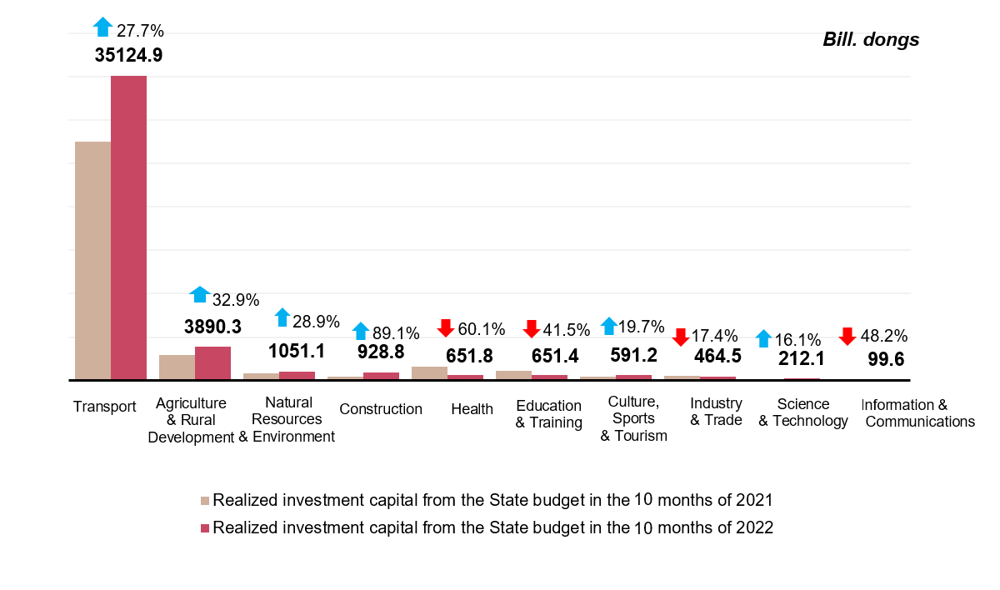 27.7%
Bill. dongs
35124.9
32.9%
3890.3
28.9%
1051.1
89.1%
928.8
60.1%
651.8
41.5%
651.4
19.7%
591.2
17.4%
464.5
16.1%
212.1
48.2%
99.6
Transport
Agriculture
& Rural
Development
Natural
Resources
& Environment
Construction
Health
Education
& Training
Culture,
Sports
& Tourism
Industry
& Trade
Science
& Technology
Information &
Communications
Realized investment capital from the State budget in the 10 months of 2021
Realized investment capital from the State budget in the 10 months of 2022